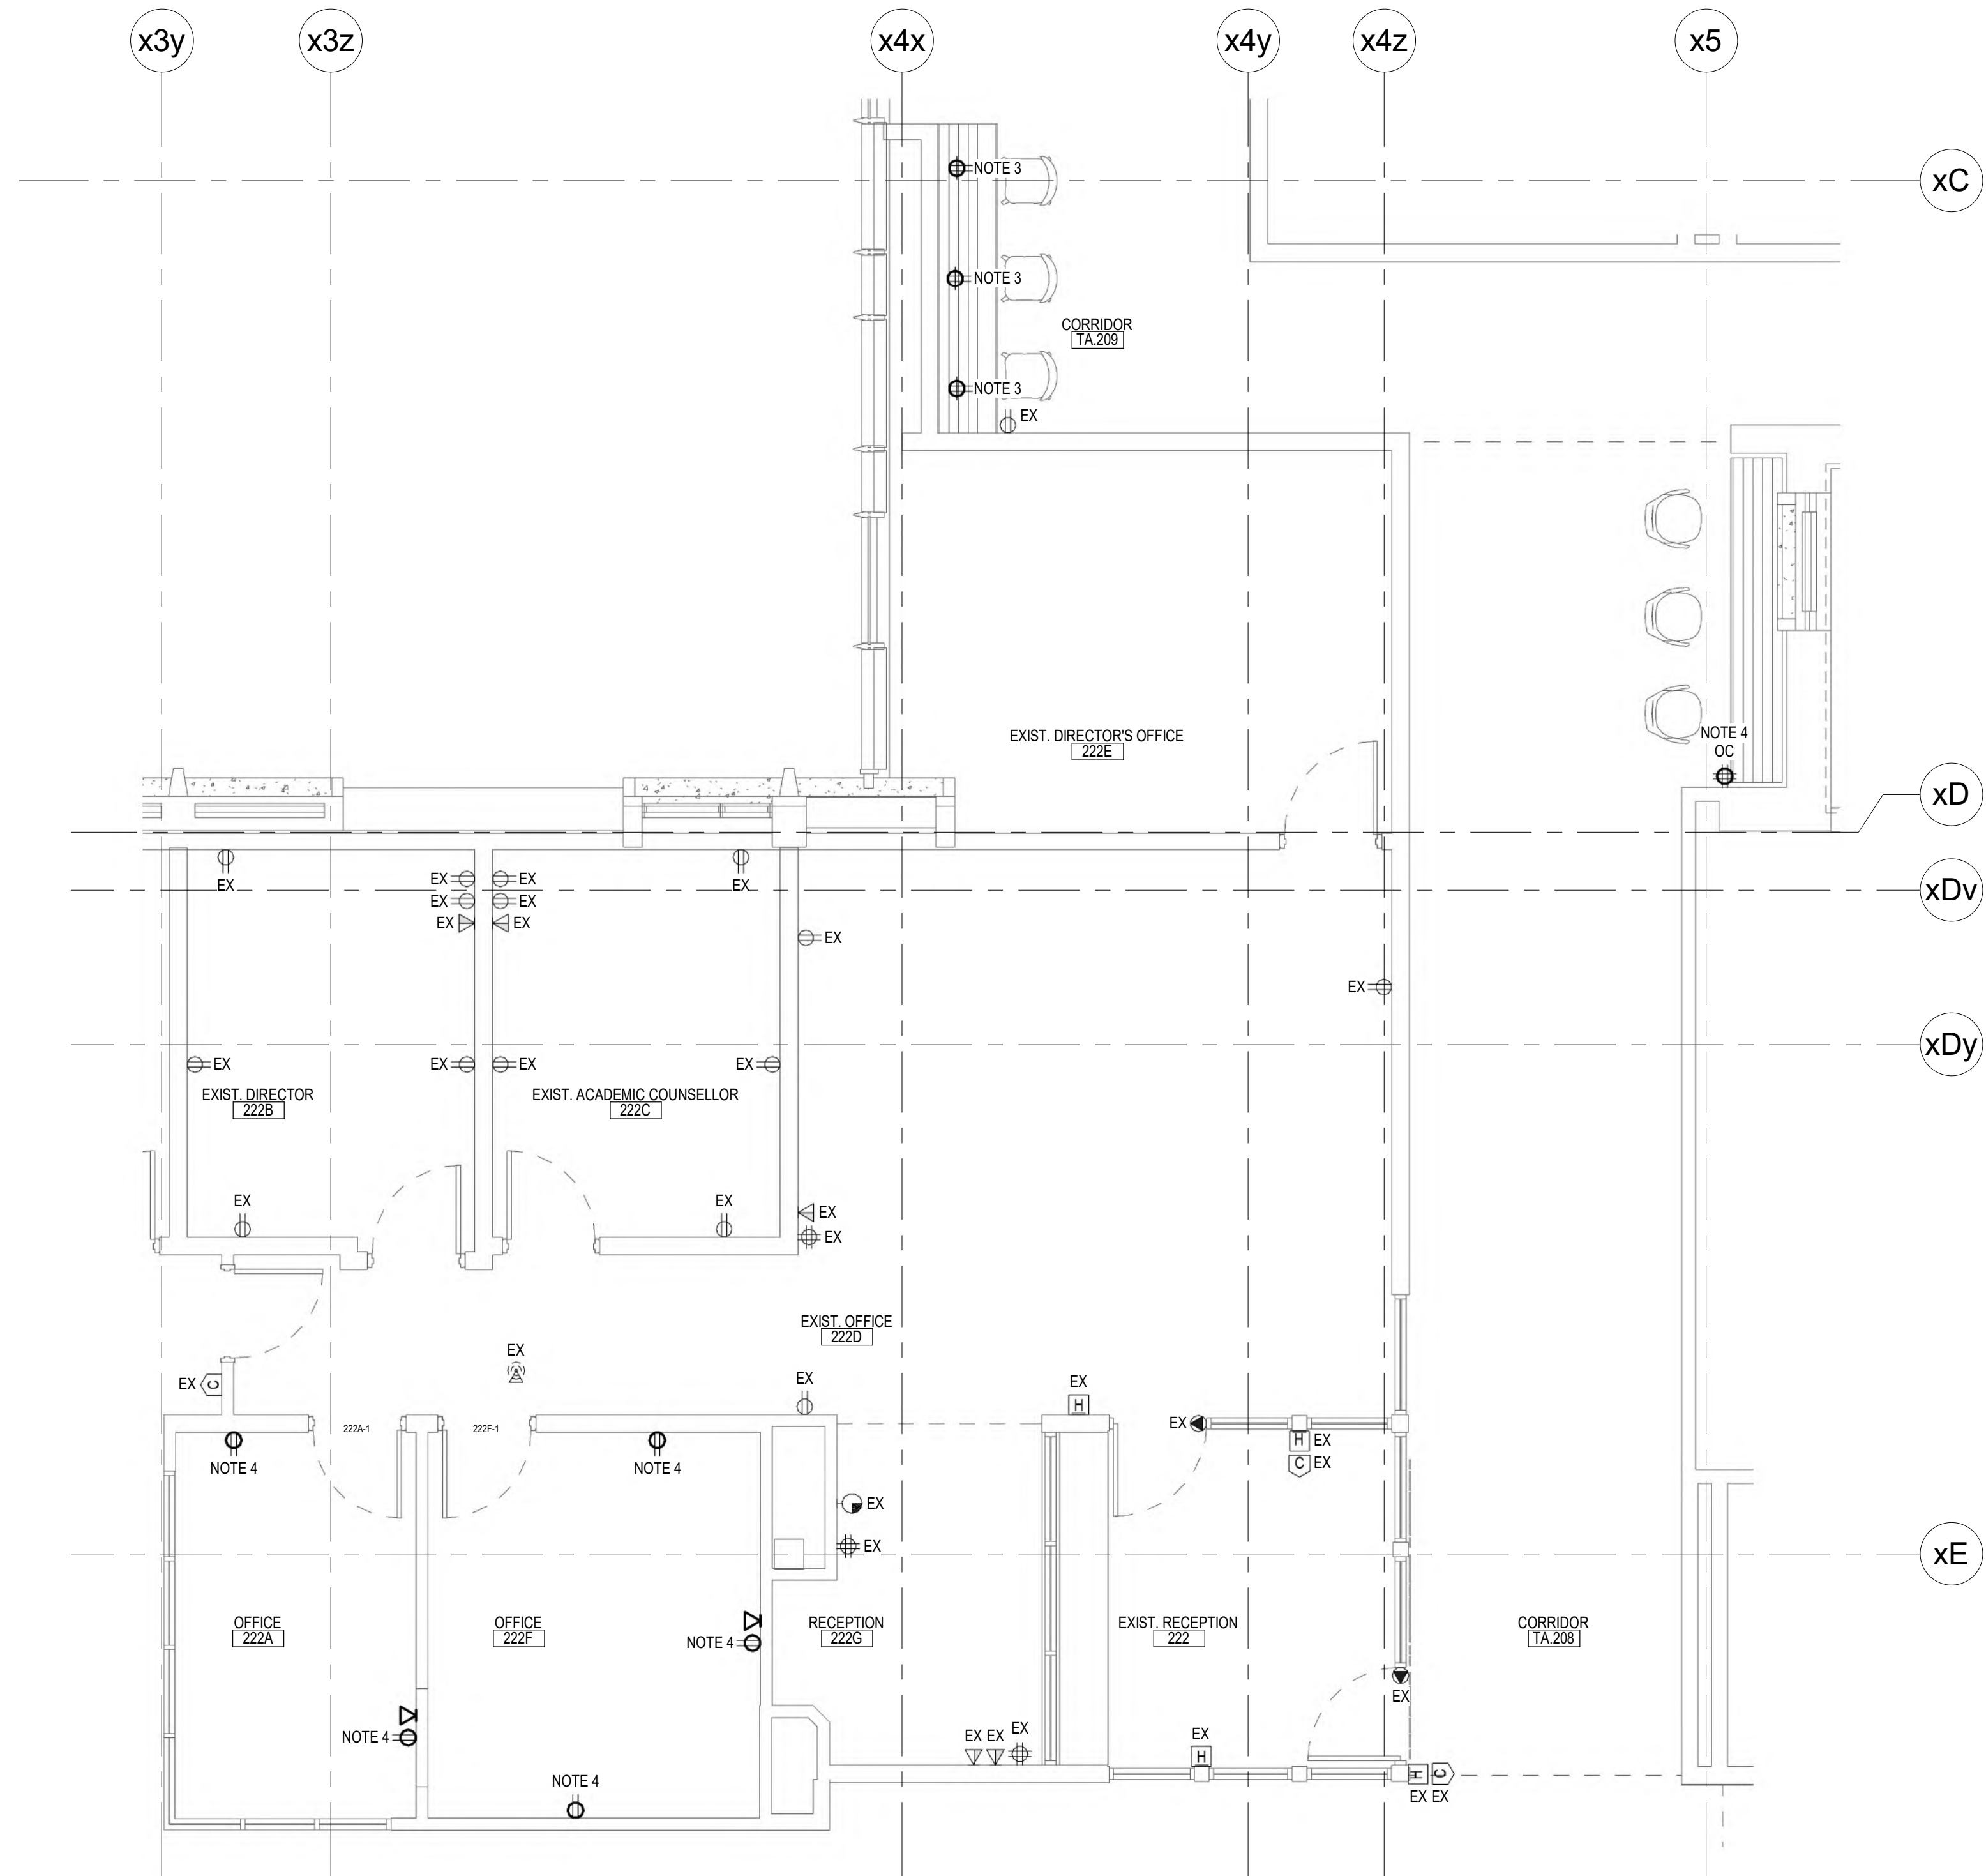 x3y
x3z
x4x
x4y
x4z
x5
NOTE 3
xC
NOTE 3
CORRIDOR
TA.209
NOTE 3
EX
EXIST. DIRECTOR'S OFFICE
222E
NOTE 4
OC
xD
EX
EX
EX
EX
EX
EX
EX
EX
EX
xDv
EX
EX
xDy
EX
EX
EX
EX
EXIST. DIRECTOR
222B
EXIST. ACADEMIC COUNSELLOR
222C
EX
EX
EX
EX
EXIST. OFFICE
222D
EX
EX C
EX
EX
H
222A-1
222F-1
EX
H EX
C EX
NOTE 4
NOTE 4
EX
EX
xE
OFFICE
222A
OFFICE
222F
NOTE 4
RECEPTION
222G
EXIST. RECEPTION
222
CORRIDOR
TA.208
EX
NOTE 4
EX EX EX
EX
H
NOTE 4
H C
EX EX